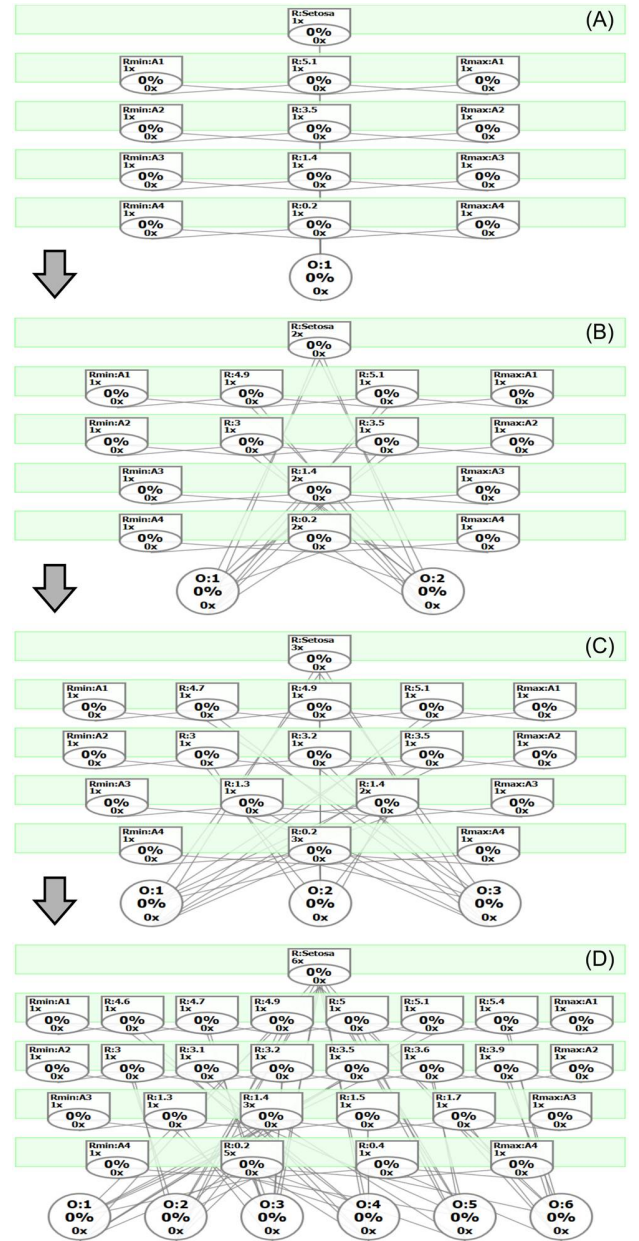 (A)
R:Setosa
1x
0%
0x
Rmin:A1 R:5.1 Rmax:A1
1x 1x 1x
0% 0% 0%
0x 0x 0x
Rmin:A2 R:3.5 Rmax:A2
1x 1x 1x
0% 0% 0%
0x 0x 0x
Rmin:A3 R:1.4 Rmax:A3
1x 1x 1x
0% 0% 0%
0x 0x 0x
Rmin:A4 R:0.2 Rmax:A4
1x 1x 1x
0% 0% 0%
0x 0x 0x
O:1
0%
0x
(B)
R:Setosa
2x
0%
0x
Rmin:A1 R:4.9 R:5.1 Rmax:A1
1x 1x 1x 1x
0% 0% 0% 0%
0x 0x 0x 0x
Rmin:A2 R:3 R:3.5 Rmax:A2
1x 1x 1x 1x
0% 0% 0% 0%
0x 0x 0x 0x
Rmin:A3 R:1.4 Rmax:A3
1x 2x 1x
0% 0% 0%
0x 0x 0x
Rmin:A4 R:0.2 Rmax:A4
1x 2x 1x
0% 0% 0%
0x 0x 0x
O:1 O:2
0% 0%
0x 0x
(C)
R:Setosa
3x
0%
0x
Rmin:A1 R:4.7 R:4.9 R:5.1 Rmax:A1
1x 1x 1x 1x 1x
0% 0% 0% 0% 0%
0x 0x 0x 0x 0x
Rmin:A2 R:3 R:3.2 R:3.5 Rmax:A2
1x 1x 1x 1x 1x
0% 0% 0% 0% 0%
0x 0x 0x 0x 0x
Rmin:A3 R:1.3 R:1.4 Rmax:A3
1x 1x 2x 1x
0% 0% 0% 0%
0x 0x 0x 0x
Rmin:A4 R:0.2 Rmax:A4
1x 3x 1x
0% 0% 0%
0x 0x 0x
O:1 O:2 O:3
0% 0% 0%
0x 0x 0x
(D)
R:Setosa
6x
0%
0x
Rmin:A1 R:4.6 R:4.7 R:4.9 R:5 R:5.1 R:5.4 Rmax:A1
1x 1x 1x 1x 1x 1x 1x 1x
0% 0% 0% 0% 0% 0% 0% 0%
0x 0x 0x 0x 0x 0x 0x 0x
Rmin:A2 R:3 R:3.1 R:3.2 R:3.5 R:3.6 R:3.9 Rmax:A2
1x 1x 1x 1x 1x 1x 1x 1x
0% 0% 0% 0% 0% 0% 0% 0%
0x 0x 0x 0x 0x 0x 0x 0x
Rmin:A3 R:1.3 R:1.4 R:1.5 R:1.7 Rmax:A3
1x 1x 3x 1x 1x 1x
0% 0% 0% 0% 0% 0%
0x 0x 0x 0x 0x 0x
Rmin:A4 R:0.2 R:0.4 Rmax:A4
1x 5x 1x 1x
0% 0% 0% 0%
0x 0x 0x 0x
O:1 O:2 O:3 O:4 O:5 O:6
0% 0% 0% 0% 0% 0%
0x 0x 0x 0x 0x 0x